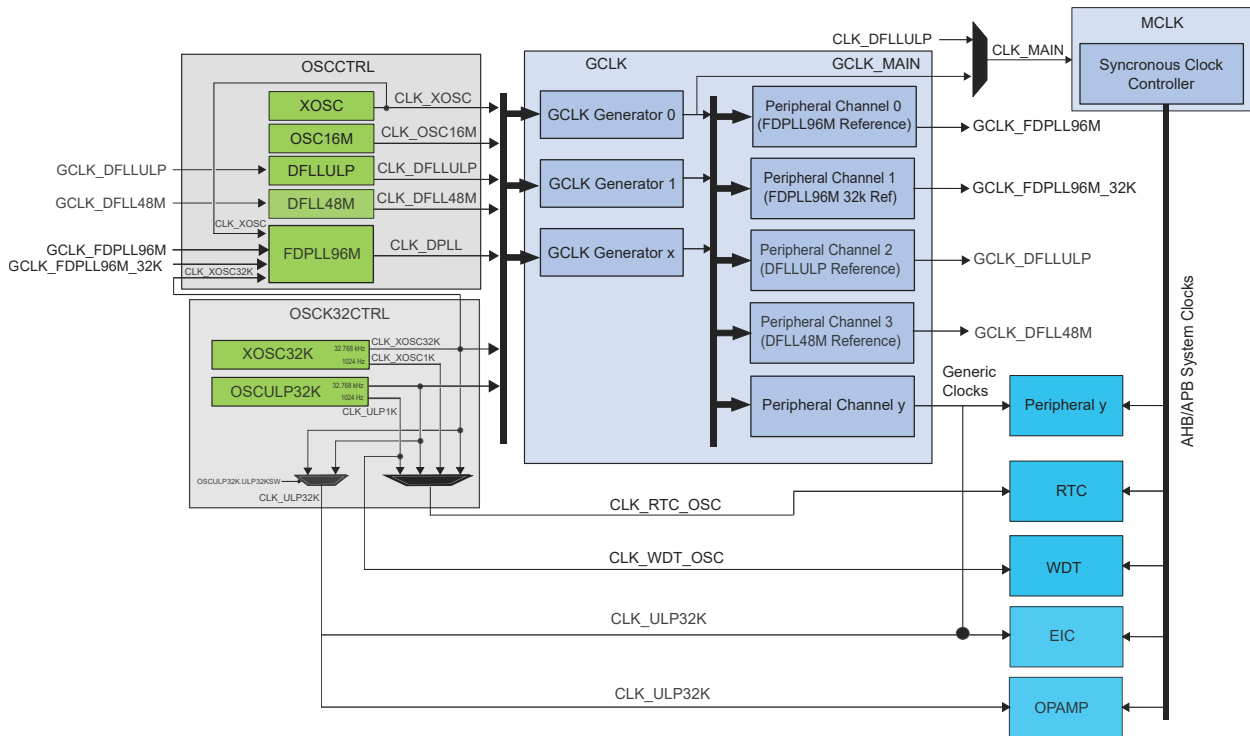 MCLK
Syncronous Clock
Controller
CLK_DFLLULP
CLK_MAIN
GCLK_MAIN
OSCCTRL
XOSC
OSC16M
DFLLULP
DFLL48M
FDPLL96M
CLK_XOSC
CLK_OSC16M
CLK_DFLLULP
CLK_DFLL48M
CLK_DPLL
GCLK_DFLLULP
GCLK_DFLL48M
CLK_XOSC
GCLK_FDPLL96M
GCLK_FDPLL96M_32K
CLK_XOSC32K
GCLK
GCLK Generator 0
GCLK Generator 1
GCLK Generator x
Peripheral Channel 0
(FDPLL96M Reference)
Peripheral Channel 1
(FDPLL96M 32k Ref)
Peripheral Channel 2
(DFLLULP Reference)
Peripheral Channel 3
(DFLL48M Reference)
Peripheral Channel y
GCLK_FDPLL96M
GCLK_FDPLL96M_32K
GCLK_DFLLULP
GCLK_DFLL48M
Generic
Clocks
OSCK32CTRL
XOSC32K
32.768 kHz
1024 Hz
CLK_XOSC32K
CLK_XOSC1K
OSCULP32K
32.768 kHz
1024 Hz
CLK_ULP1K
OSCULP32K.ULP32KSW
CLK_ULP32K
CLK_RTC_OSC
CLK_WDT_OSC
CLK_ULP32K
CLK_ULP32K
Peripheral y
RTC
WDT
EIC
OPAMP
AHB/APB System Clocks